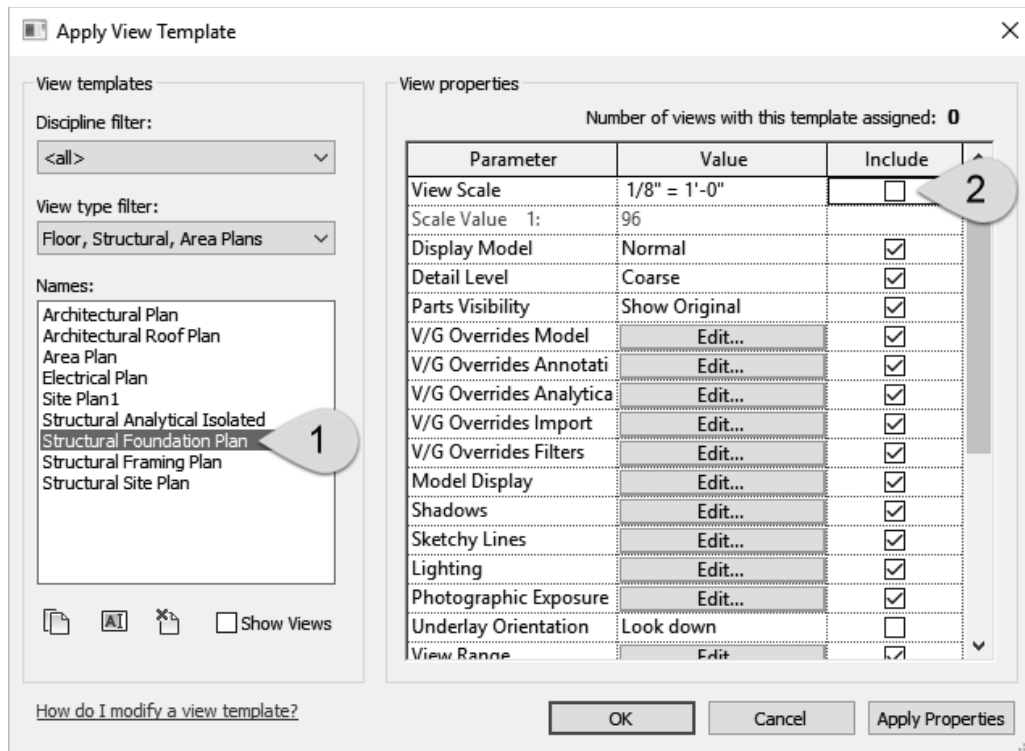 Apply View Template
View templates
Discipline filter:
<all>
View type filter:
Floor, Structural, Area Plans
Names:
Architectural Plan
Architectural Roof Plan
Area Plan
Electrical Plan
Site Plan1
Structural Analytical Isolated
Structural Foundation Plan
Structural Framing Plan
Structural Site Plan
1
AI
Show Views
How do I modify a view template?
View properties
Number of views with this template assigned: 0
Parameter Value Include
View Scale 1/8" = 1'-0" 2
Scale Value 1: 96
Display Model Normal
Detail Level Coarse
Parts Visibility Show Original
V/G Overrides Model Edit...
V/G Overrides Annotati Edit...
V/G Overrides Analytica Edit...
V/G Overrides Import Edit...
V/G Overrides Filters Edit...
Model Display Edit...
Shadows Edit...
Sketchy Lines Edit...
Lighting Edit...
Photographic Exposure Edit...
Underlay Orientation Look down
View Range Edit
OK Cancel Apply Properties